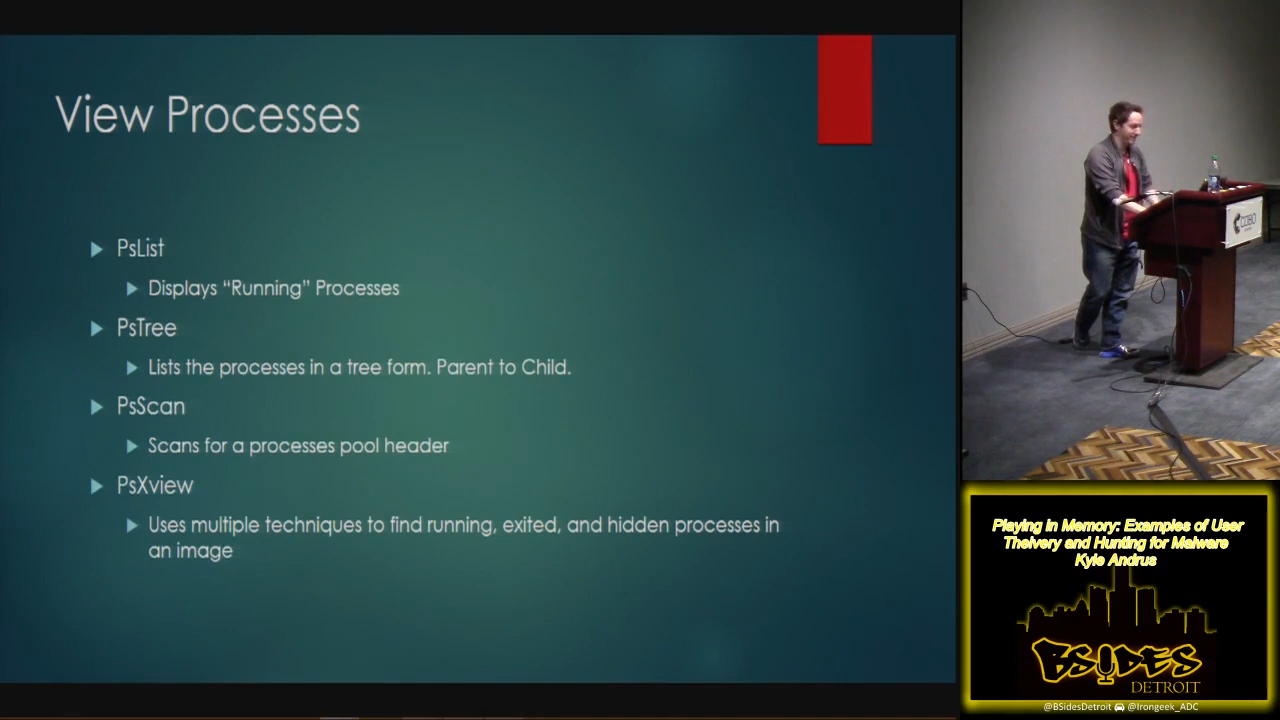 View Processes
PsList
Displays “Running” Processes
PsTree
Lists the processes in a tree form. Parent to Child.
PsScan
Scans for a processes pool header
PsXview
Uses multiple techniques to find running, exited, and hidden processes in
an image
COBO
Playing in Memory: Examples of User
Theivery and Hunting for Malware
Kyle Andrus
BSIDES
DETROIT
@BSidesDetroit @Irongeek_ADC